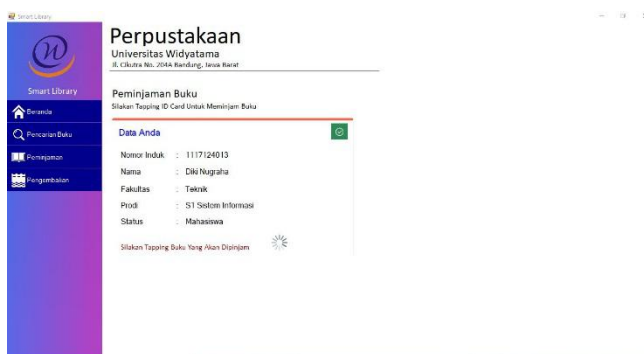 Smart Library
Perpustakaan
Universitas Widyatama
Jl. Cikutra No. 204A Bandung, Jawa Barat
Smart Library
Beranda
Pencarian Buku
Peminjaman
Pengembalian
Peminjaman Buku
Silakan Tapping ID Card Untuk Meminjam Buku
Data Anda
Nomor Induk : 1117124013
Nama : Diki Nugraha
Fakultas : Teknik
Prodi : S1 Sistem Informasi
Status : Mahasiswa
Silakan Tapping Buku Yang Akan Dipinjam